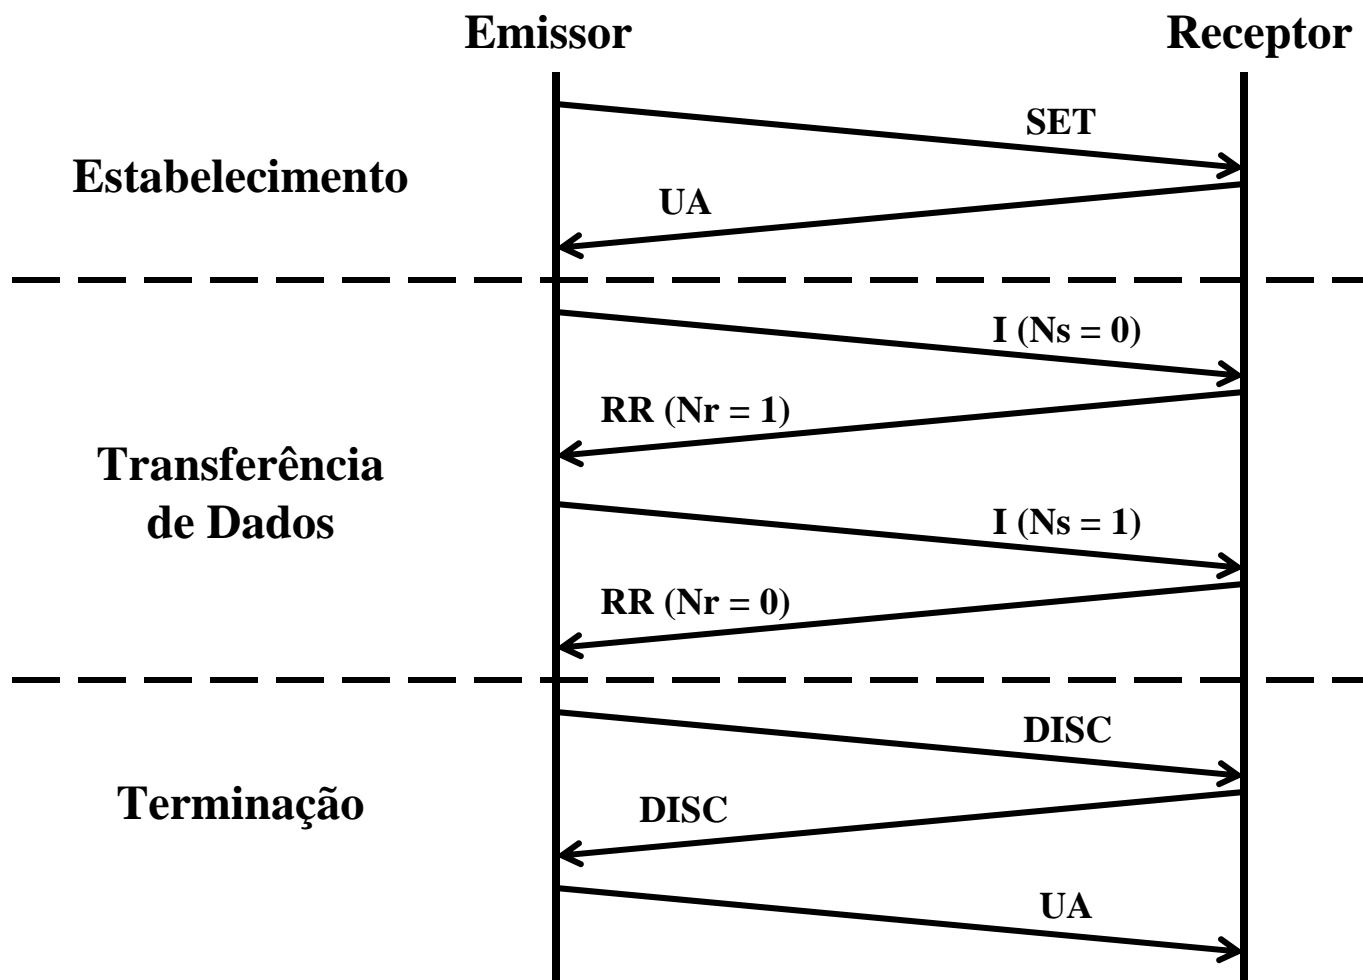 Emissor
Receptor
SET
Estabelecimento
UA
I (Ns = 0)
RR (Nr = 1)
Transferência
de Dados
I (Ns = 1)
RR (Nr = 0)
DISC
Terminação
DISC
UA